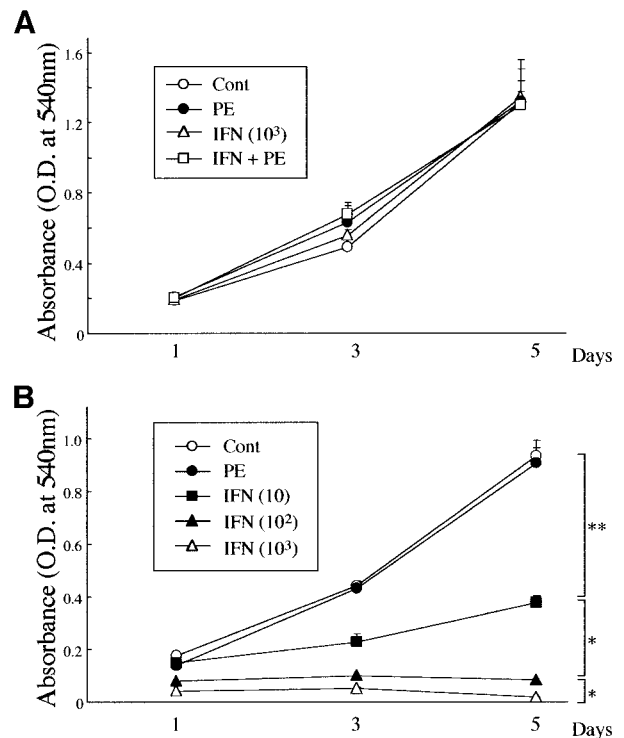 A
Absorbance (O.D. at 540nm)
1.6
1.2
0.8
0.4
0
Cont
PE
IFN (10³)
IFN + PE
1 3 5 Days
B
Absorbance (O.D. at 540nm)
1.0
0.8
0.6
0.4
0.2
0
Cont
PE
IFN (10)
IFN (10²)
IFN (10³)
**
*
*
1 3 5 Days